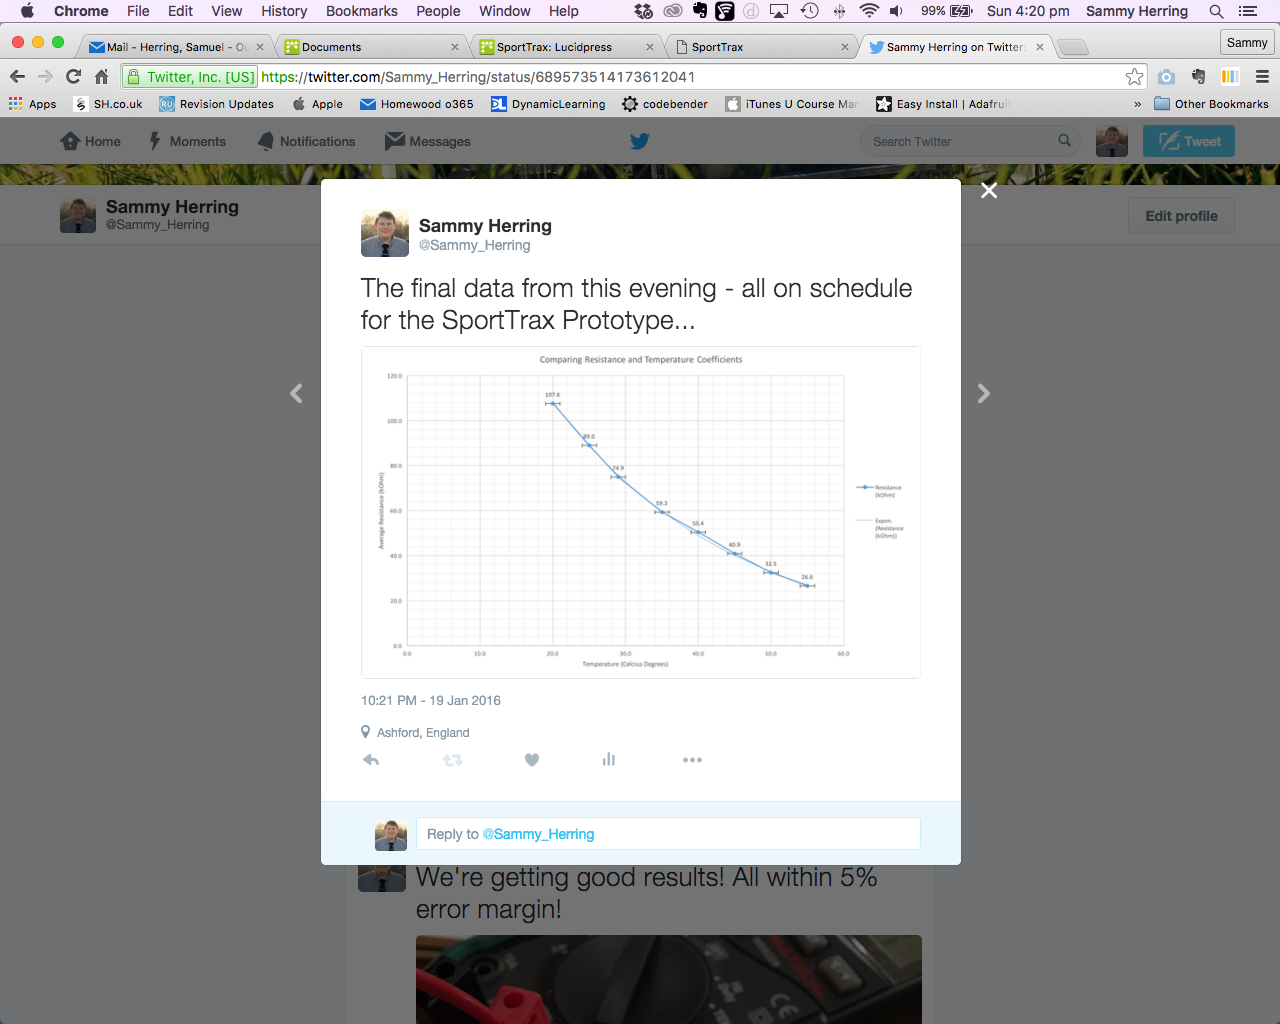 Chrome File Edit View History Bookmarks People Window Help 99% Sun 4:20 pm Sammy Herring
Mail - Herring, Samuel - Ou
Documents
SportTrax: Lucidpress
SportTrax
Sammy Herring on Twitter:
Sammy
Twitter, Inc. [US] https://twitter.com/Sammy_Herring/status/689573514173612041
Apps SH.co.uk Revision Updates Apple Homewood o365 DynamicLearning codebender iTunes U Course Man Easy Install | Adafruit » Other Bookmarks
Home Moments Notifications Messages Search Twitter Tweet
Sammy Herring
@Sammy_Herring
Edit profile
Sammy Herring
@Sammy_Herring
The final data from this evening - all on schedule
for the SportTrax Prototype...
Comparing Resistance and Temperature Coefficients
120.0
100.0
80.0
60.0
40.0
20.0
0.0
Average Resistance (kOhm)
107.6
89.0
74.9
59.3
50.4
40.9
32.5
26.6
0.0 10.0 20.0 30.0 40.0 50.0 60.0
Temperature (Celcius Degrees)
Resistance
(kOhm)
Expon.
(Resistance
(kOhm))
10:21 PM - 19 Jan 2016
Ashford, England
Reply to @Sammy_Herring
We're getting good results! All within 5%
error margin!